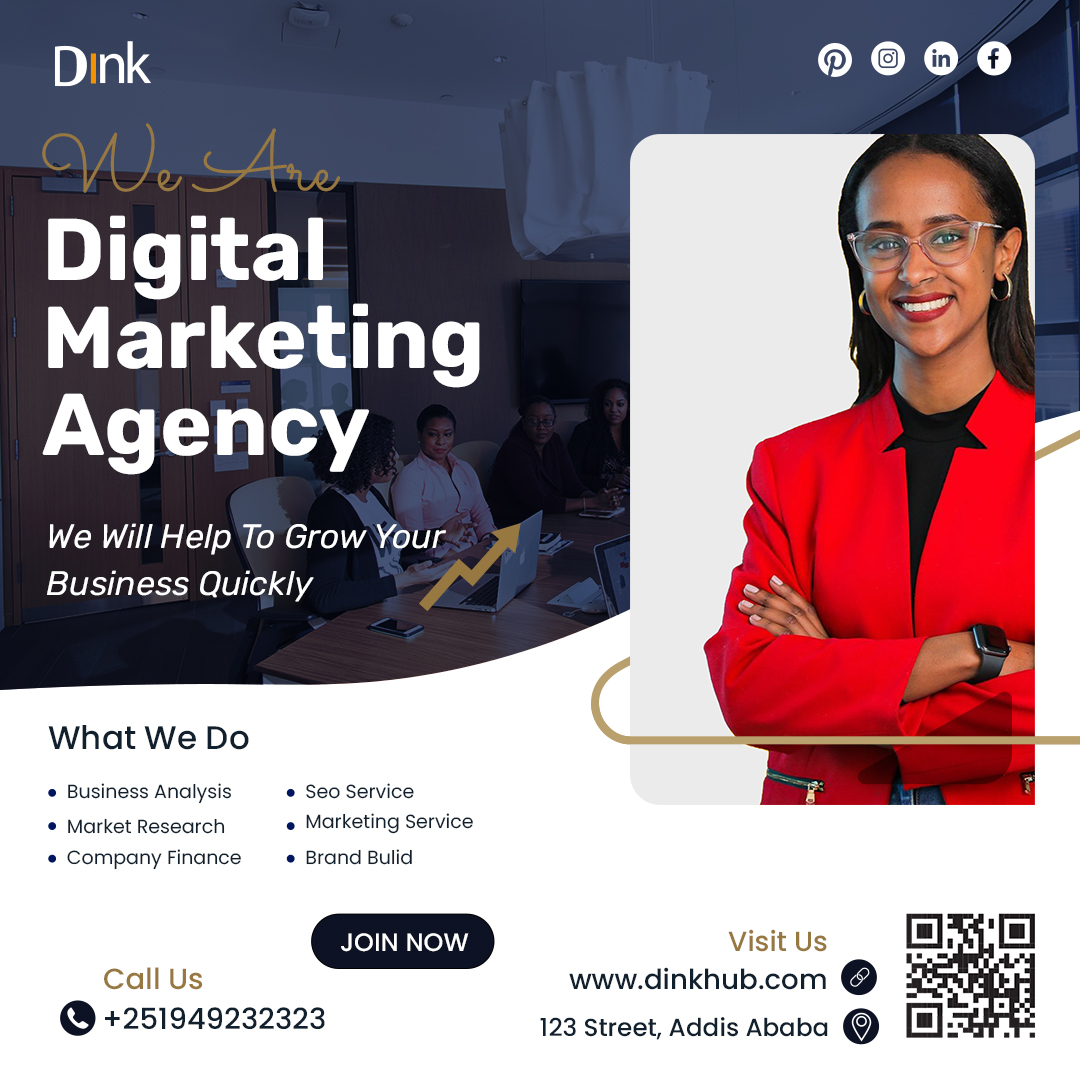 Dink
We Are
Digital
Marketing
Agency
We Will Help To Grow Your
Business Quickly
What We Do
Business Analysis
Market Research
Company Finance
Seo Service
Marketing Service
Brand Bulid
JOIN NOW
Call Us
+251949232323
Visit Us
www.dinkhub.com
123 Street, Addis Ababa